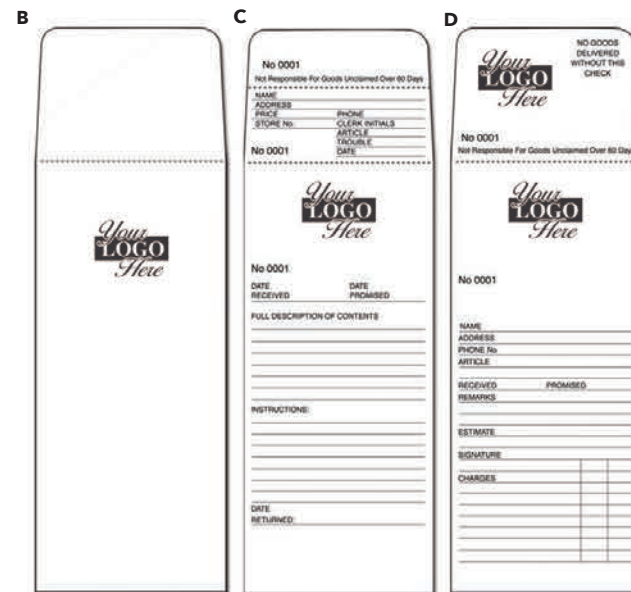 B
Your
LOGO
Here
C
No 0001
Not Responsible For Goods Unclaimed Over 60 Days
NAME
ADDRESS
PRICE PHONE
STORE No. CLERK INITIALS
ARTICLE
TROUBLE
No 0001 DATE
Your
LOGO
Here
No 0001
DATE DATE
RECEIVED PROMISED
FULL DESCRIPTION OF CONTENTS
INSTRUCTIONS:
DATE
RETURNED:
D
NO GOODS
DELIVERED
WITHOUT THIS
CHECK
Your
LOGO
Here
No 0001
Not Responsible For Goods Unclaimed Over 60 Days
Your
LOGO
Here
No 0001
NAME
ADDRESS
PHONE No
ARTICLE
RECEIVED PROMISED
REMARKS
ESTIMATE
SIGNATURE
CHARGES